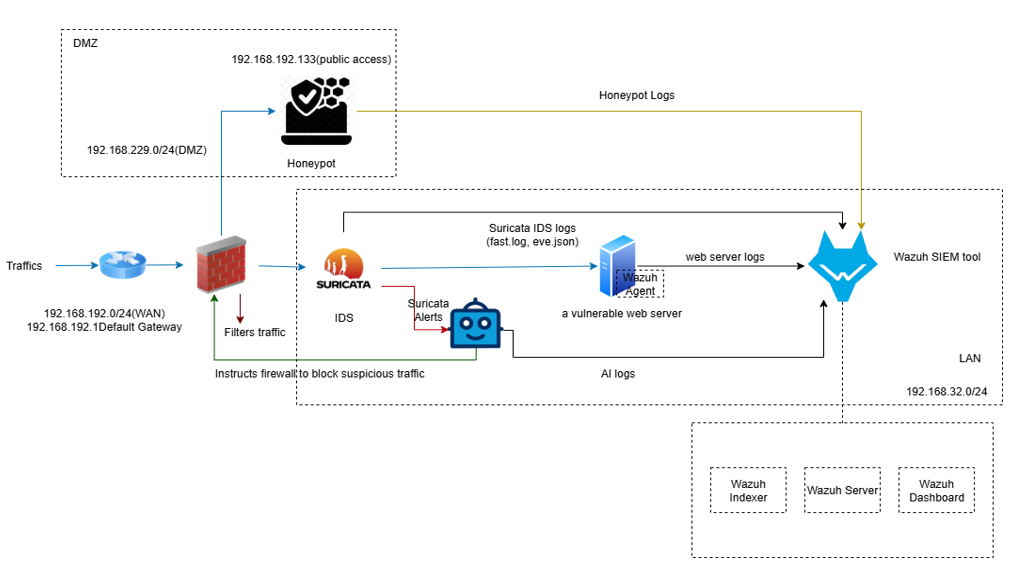 DMZ
192.168.192.133(public access)
Honeypot Logs
192.168.229.0/24(DMZ)
Honeypot
Suricata IDS logs
(fast.log, eve.json)
Traffics
SURICATA
Wazuh
Agent
web server logs
Wazuh SIEM tool
192.168.192.0/24(WAN)
192.168.192.1Default Gateway
Filters traffic
IDS
Suricata
Alerts
a vulnerable web server
Instructs firewall to block suspicious traffic
AI logs
LAN
192.168.32.0/24
Wazuh
Indexer
Wazuh Server
Wazuh
Dashboard